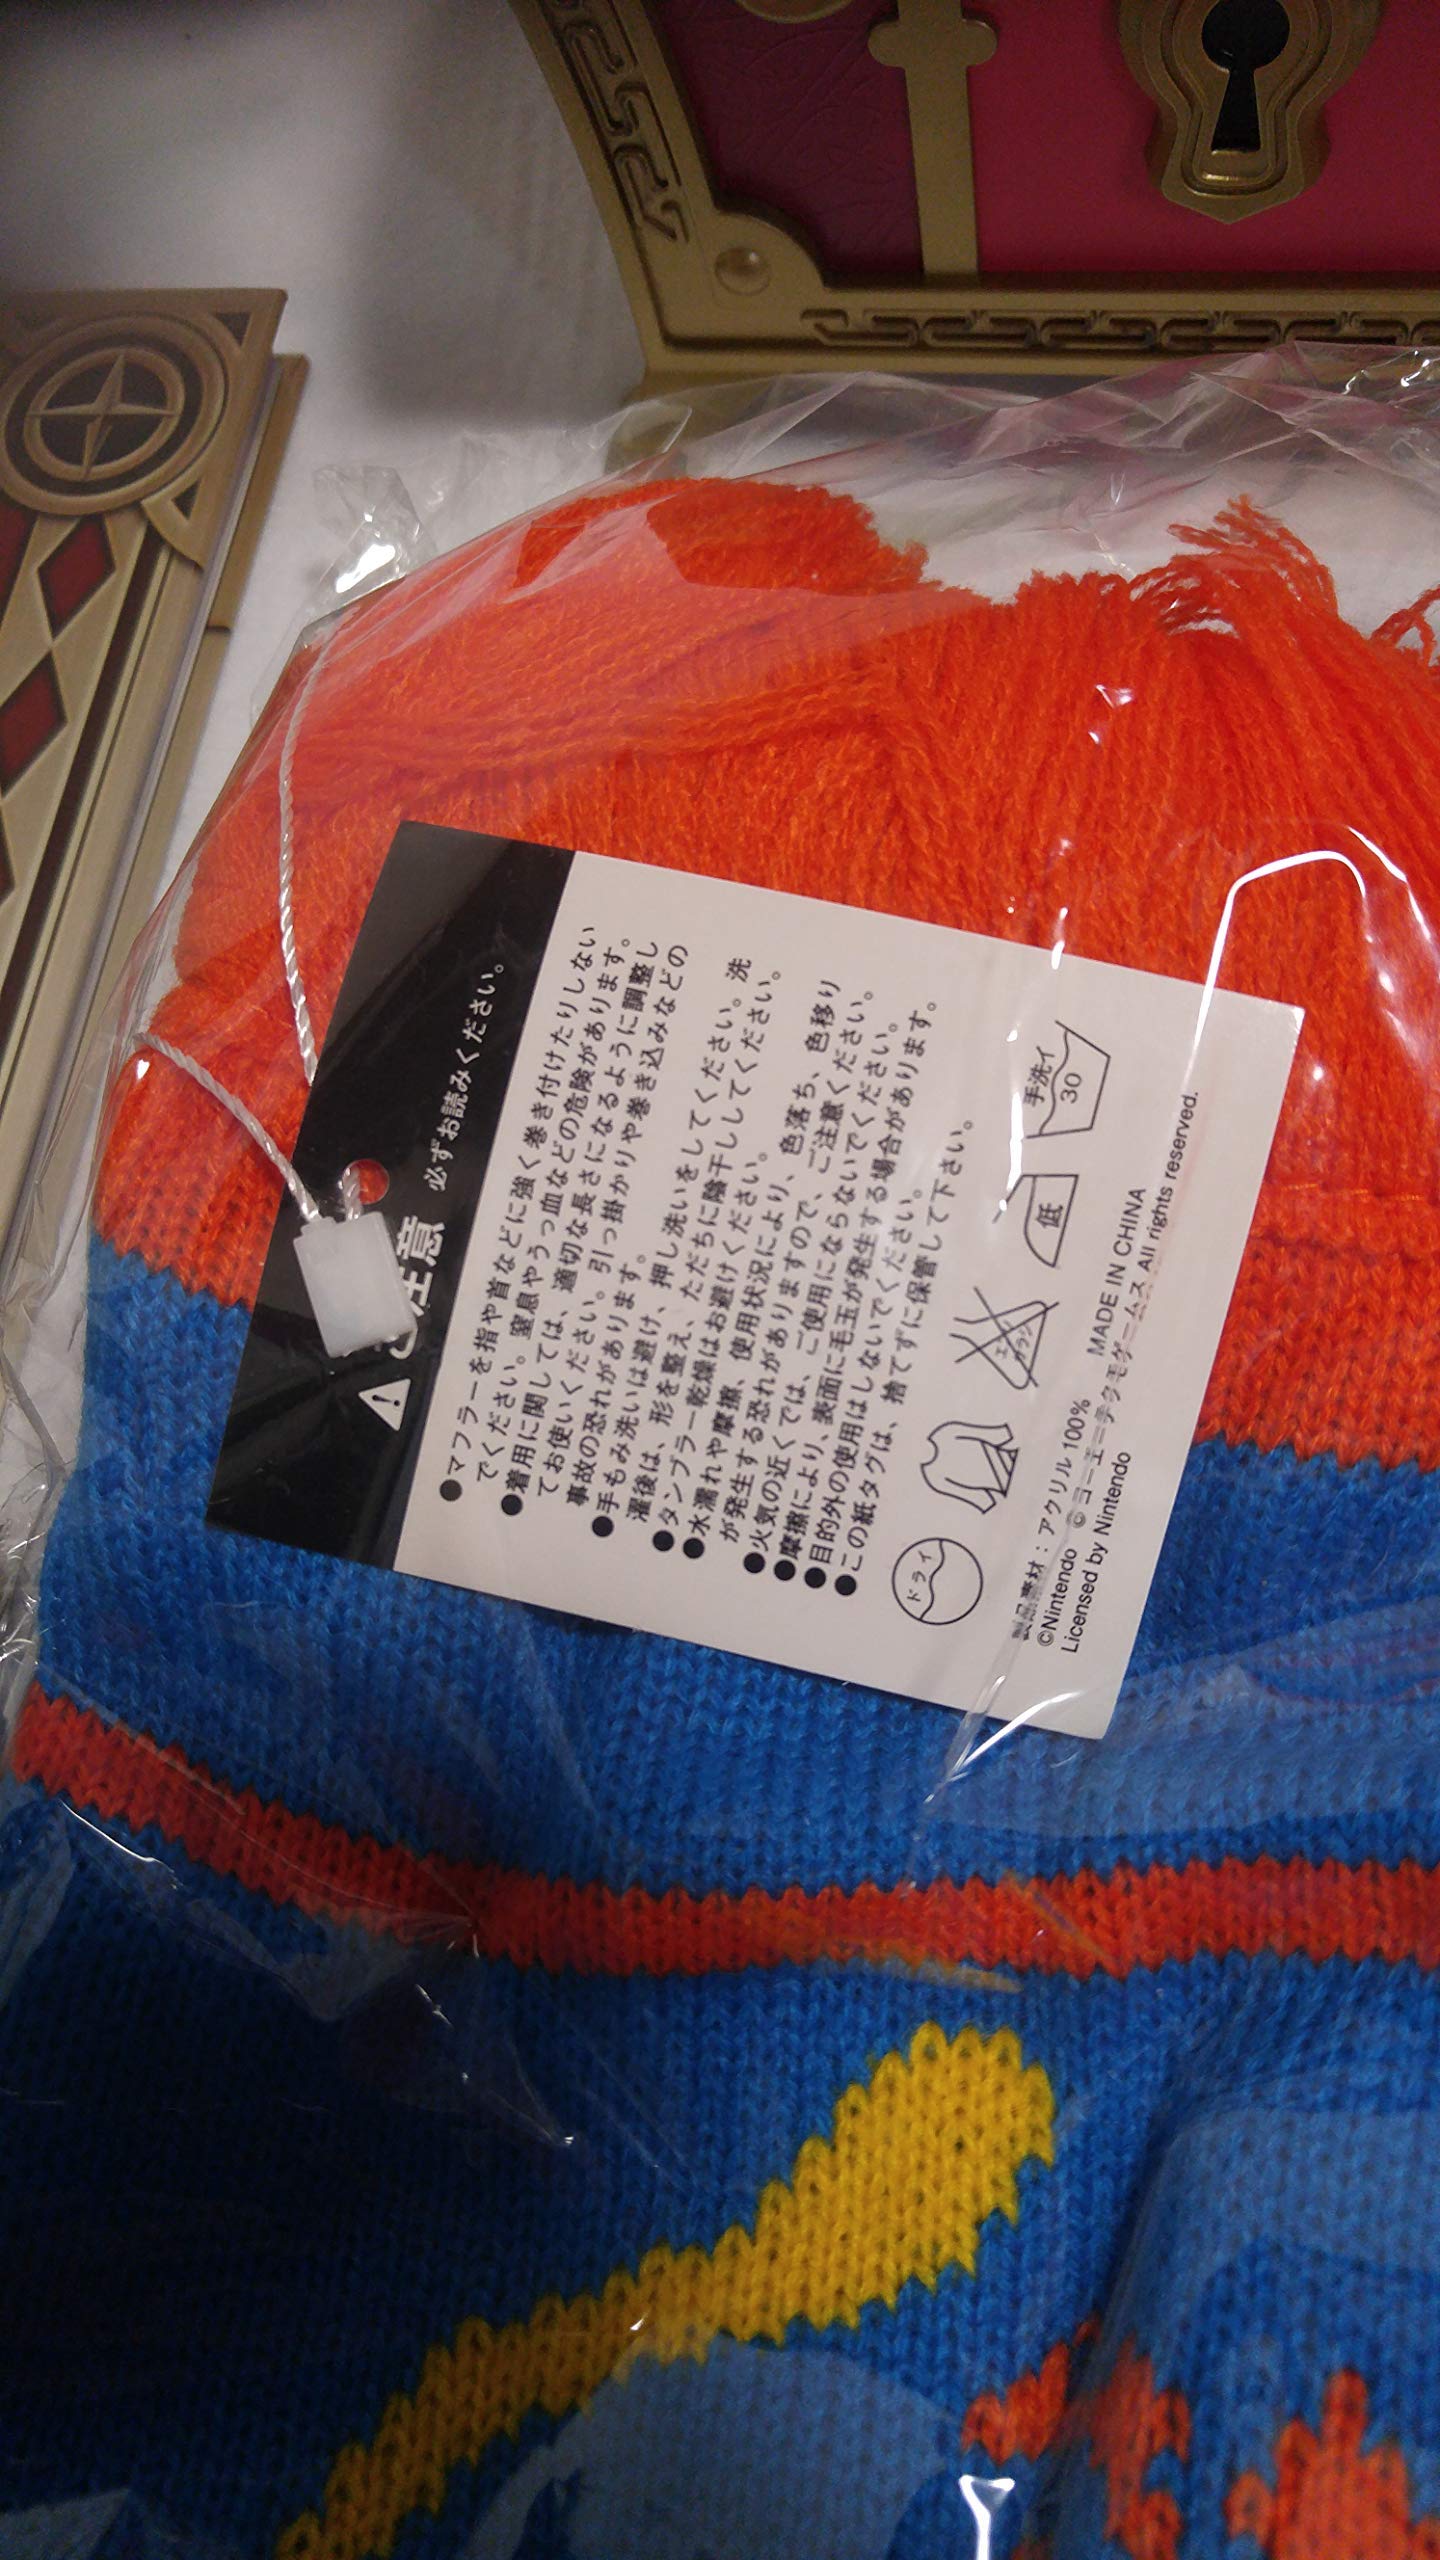 注意 必ずお読みください。
●マフラーを指や首などに強く巻き付けたりしない
でください。窒息やうっ血などの危険があります。
●着用に関しては、適切な長さになるように調整し
てお使いください。引っ掛かりや巻き込みなどの
事故の恐れがあります。
●手もみ洗いは避け、押し洗いをしてください。洗
濯後は、形を整え、ただちに陰干ししてください。
●タンブラー乾燥はお避けください。
●水濡れや摩擦、使用状況により、色落ち、色移り
が発生する恐れがありますので、ご注意ください。
●火気の近くでは、ご使用にならないでください。
●摩擦により、表面に毛玉が発生する場合があります。
●目的外の使用はしないでください。
●この紙タグは、捨てずに保管して下さい。
ドライ
エンソ
サラシ
低
手洗イ
30
製品素材：アクリル100% MADE IN CHINA
©Nintendo ©コーエーテクモゲームス All rights reserved.
Licensed by Nintendo